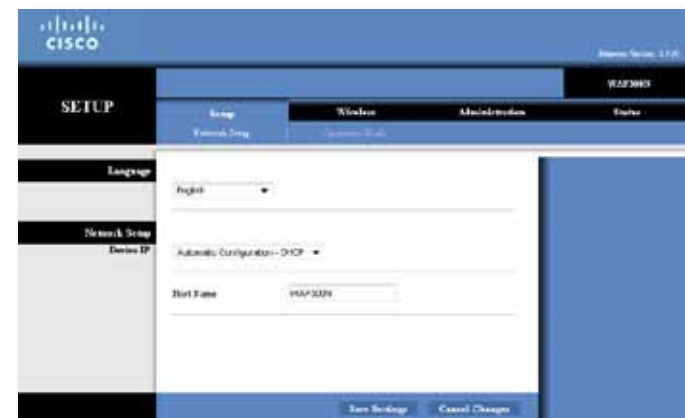 CISCO
WAP300N
SETUP
Setup
Wireless
Administration
Status
Network Setup
Language
English
Network Setup
Device IP
Automatic Configuration - DHCP
Host Name
WAP300N
Save Settings
Cancel Changes